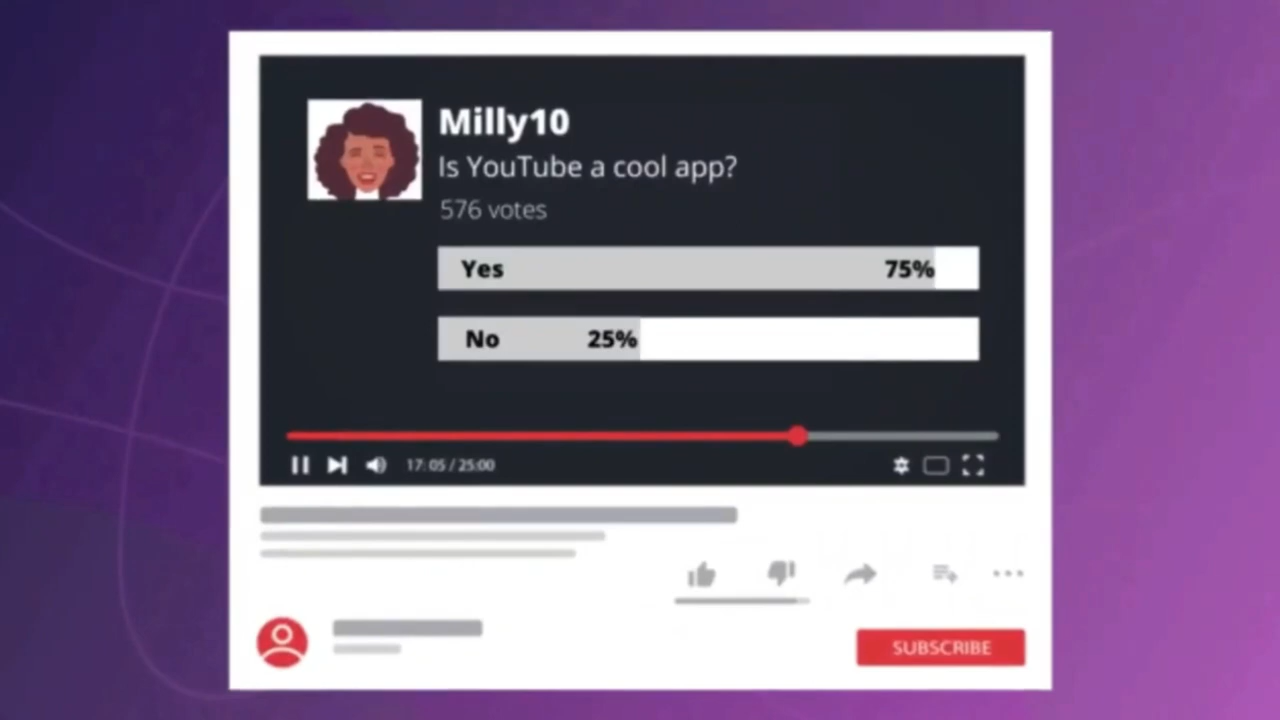 Milly10
Is YouTube a cool app?
576 votes
Yes 75%
No 25%
17:05 / 25:00
SUBSCRIBE